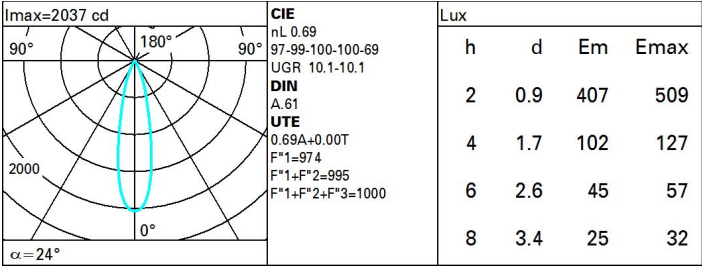 Imax=2037 cd
90°
180°
90°
2000
0°
α=24°
CIE
nL 0.69
97-99-100-100-69
UGR 10.1-10.1
DIN
A.61
UTE
0.69A+0.00T
F"1=974
F"1+F"2=995
F"1+F"2+F"3=1000
Lux
h d Em Emax
2 0.9 407 509
4 1.7 102 127
6 2.6 45 57
8 3.4 25 32